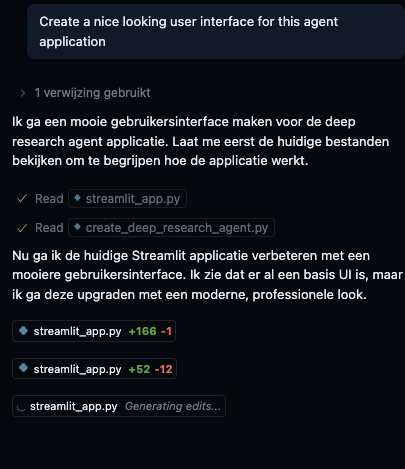 Create a nice looking user interface for this agent
application
1 verwijzing gebruikt
Ik ga een mooie gebruikersinterface maken voor de deep
research agent applicatie. Laat me eerst de huidige bestanden
bekijken om te begrijpen hoe de applicatie werkt.
Read streamlit_app.py
Read create_deep_research_agent.py
Nu ga ik de huidige Streamlit applicatie verbeteren met een
mooiere gebruikersinterface. Ik zie dat er al een basis UI is, maar
ik ga deze upgraden met een moderne, professionele look.
streamlit_app.py +166 -1
streamlit_app.py +52 -12
streamlit_app.py Generating edits...